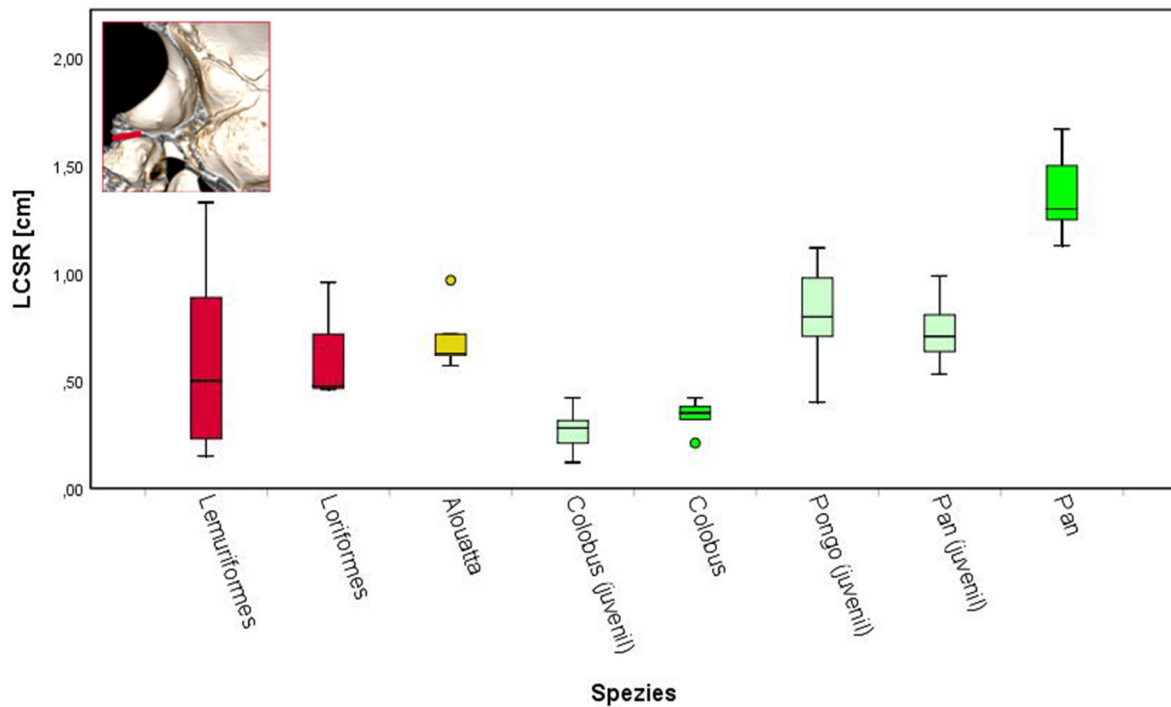 LCSR [cm]
2,00
1,50
1,00
,50
,00
Lemuriformes
Loriformes
Alouatta
Colobus (juvenil)
Colobus
Pongo (juvenil)
Pan (juvenil)
Pan
Spezies